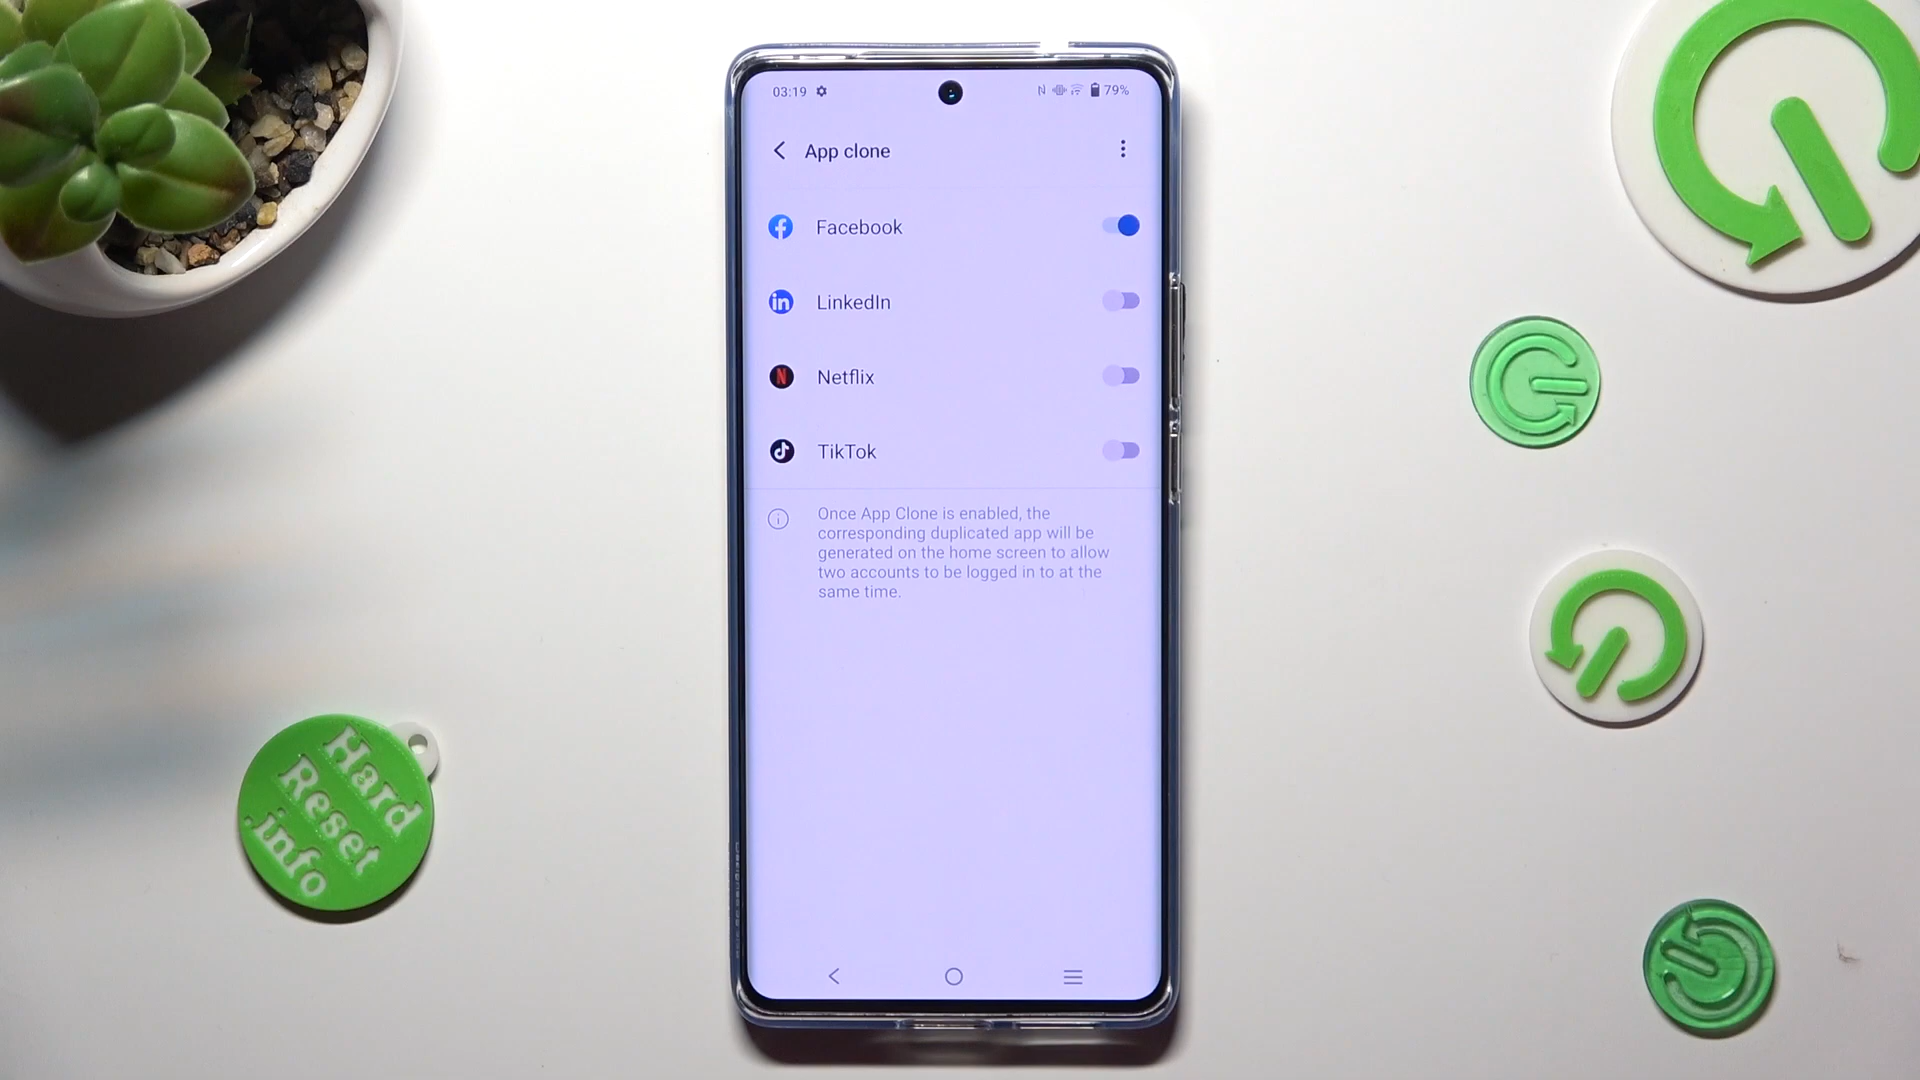 03:19
79%
App clone
Facebook
LinkedIn
Netflix
TikTok
Once App Clone is enabled, the
corresponding duplicated app will be
generated on the home screen to allow
two accounts to be logged in to at the
same time.
Hard
Reset
.info